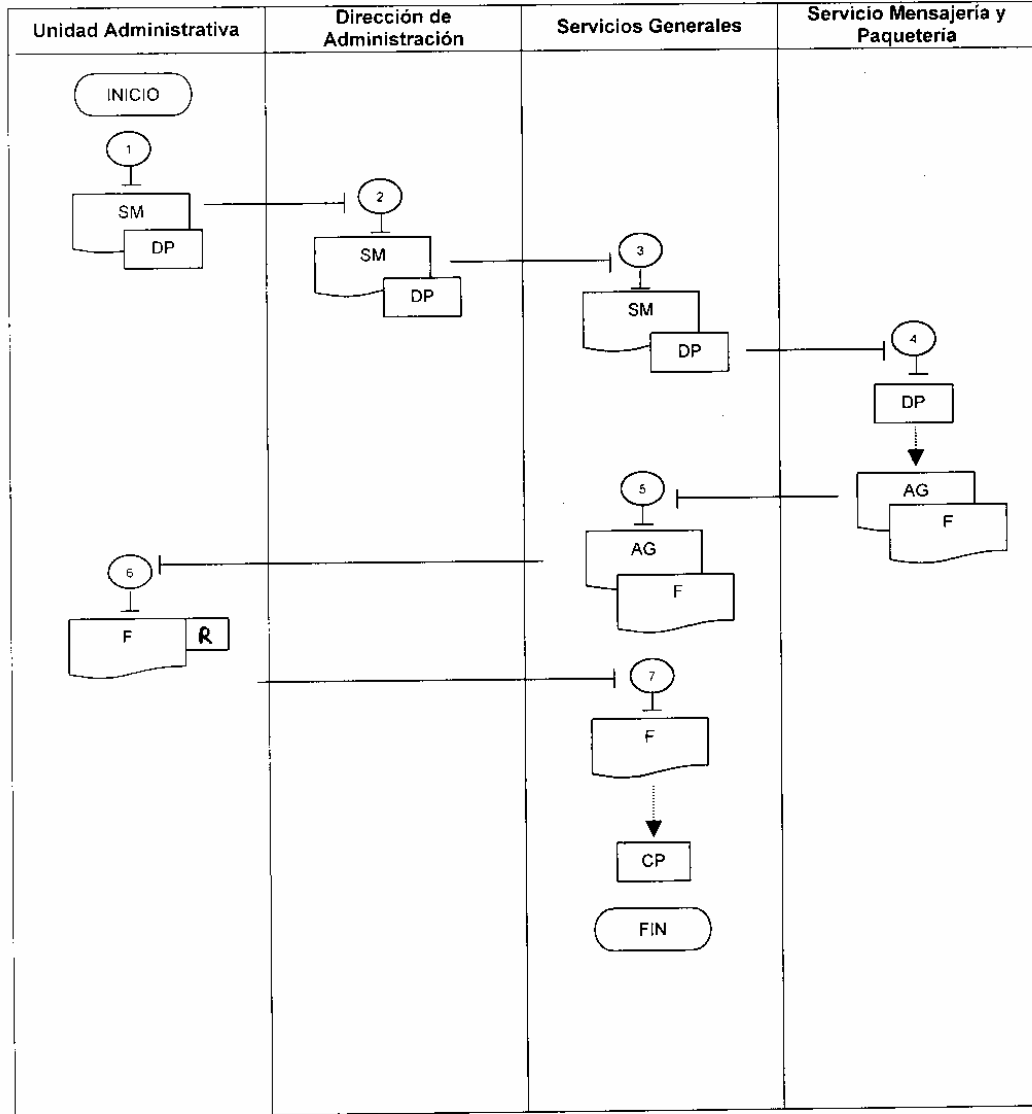 Unidad Administrativa
Dirección de
Administración
Servicios Generales
Servicio Mensajería y
Paquetería
INICIO
1
SM
DP
2
SM
DP
3
SM
DP
4
DP
AG
F
5
AG
F
6
F
R
7
F
CP
FIN